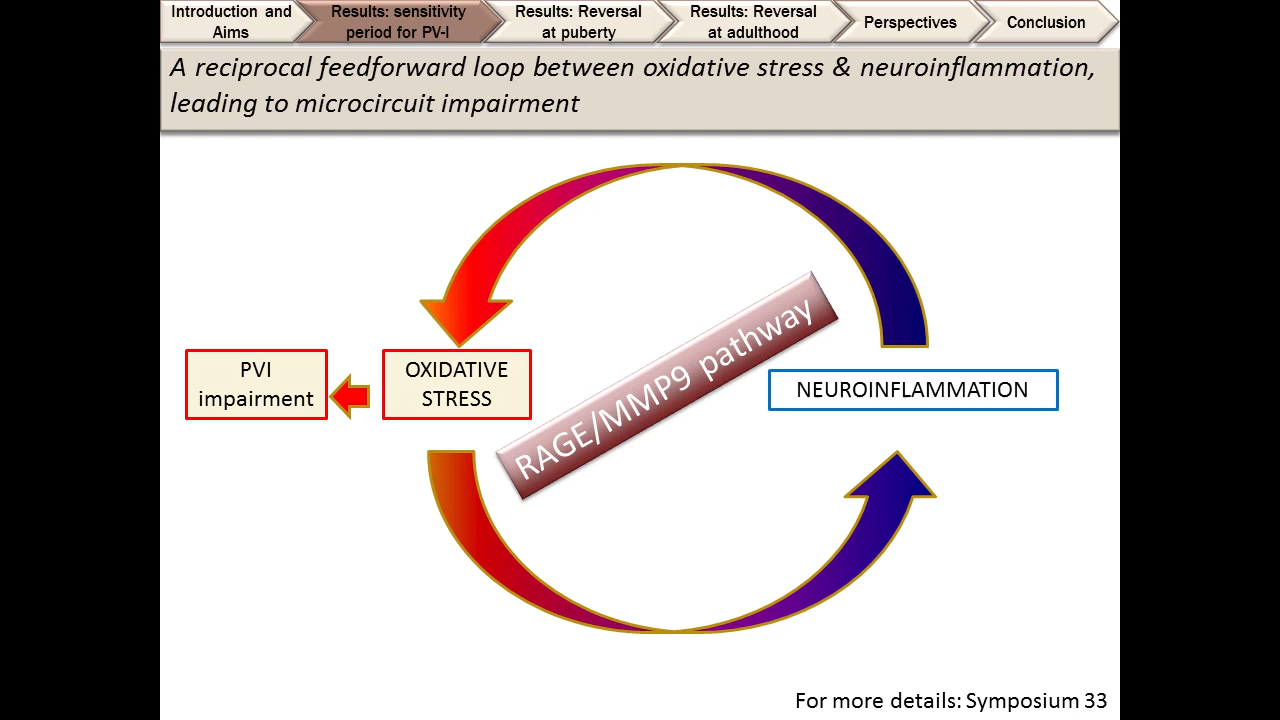 Introduction and
Aims
Results: sensitivity
period for PV-I
Results: Reversal
at puberty
Results: Reversal
at adulthood
Perspectives
Conclusion
A reciprocal feedforward loop between oxidative stress & neuroinflammation,
leading to microcircuit impairment
PVI
impairment
OXIDATIVE
STRESS
RAGE/MMP9 pathway
NEUROINFLAMMATION
For more details: Symposium 33